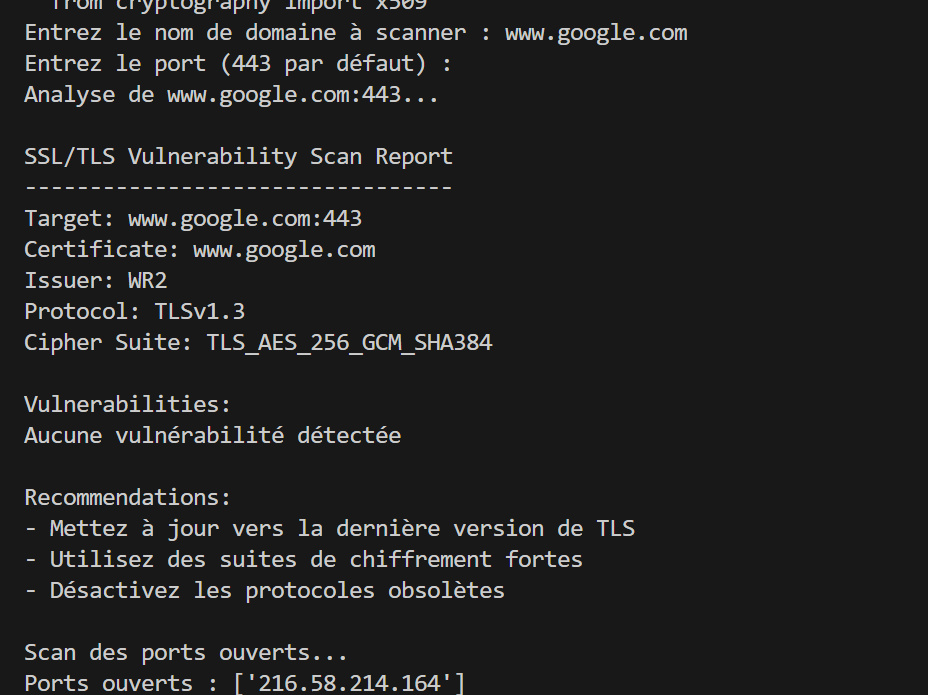 from cryptography import x509
Entrez le nom de domaine à scanner : www.google.com
Entrez le port (443 par défaut) :
Analyse de www.google.com:443...
SSL/TLS Vulnerability Scan Report
---------------------------------
Target: www.google.com:443
Certificate: www.google.com
Issuer: WR2
Protocol: TLSv1.3
Cipher Suite: TLS_AES_256_GCM_SHA384
Vulnerabilities:
Aucune vulnérabilité détectée
Recommendations:
- Mettez à jour vers la dernière version de TLS
- Utilisez des suites de chiffrement fortes
- Désactivez les protocoles obsolètes
Scan des ports ouverts...
Ports ouverts : ['216.58.214.164']